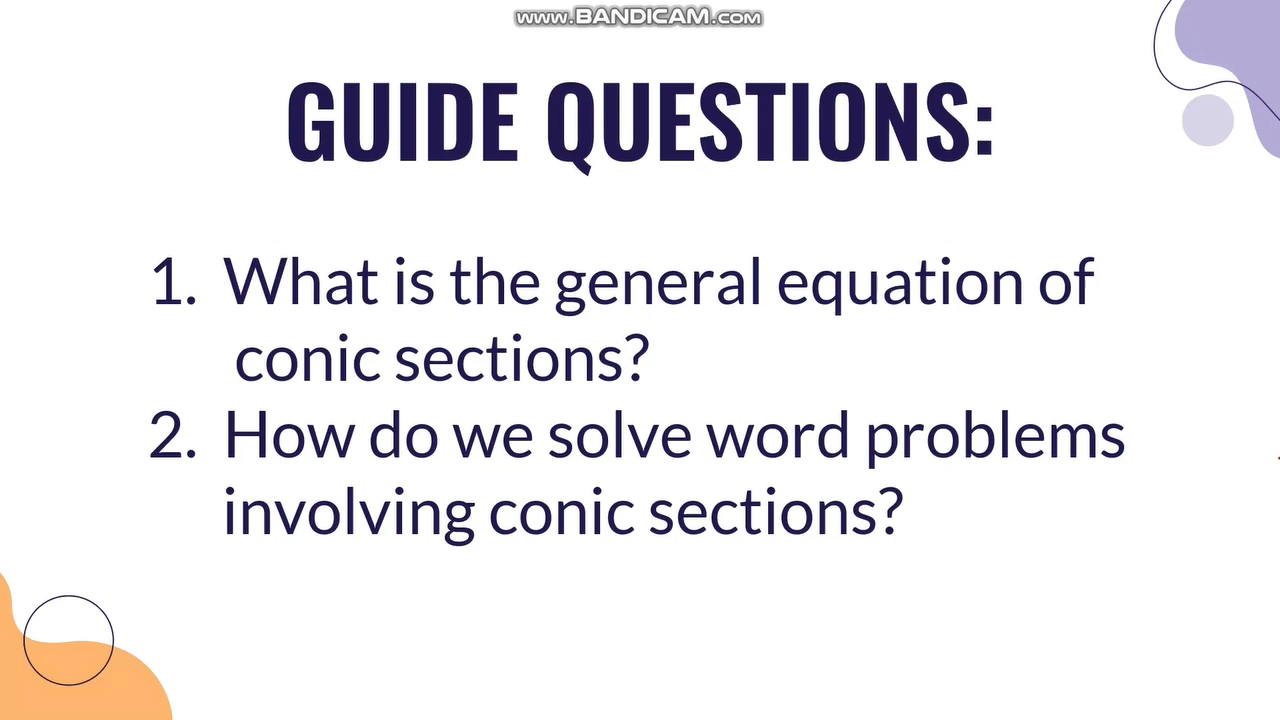 www.BANDICAM.com
GUIDE QUESTIONS:
1. What is the general equation of
conic sections?
2. How do we solve word problems
involving conic sections?